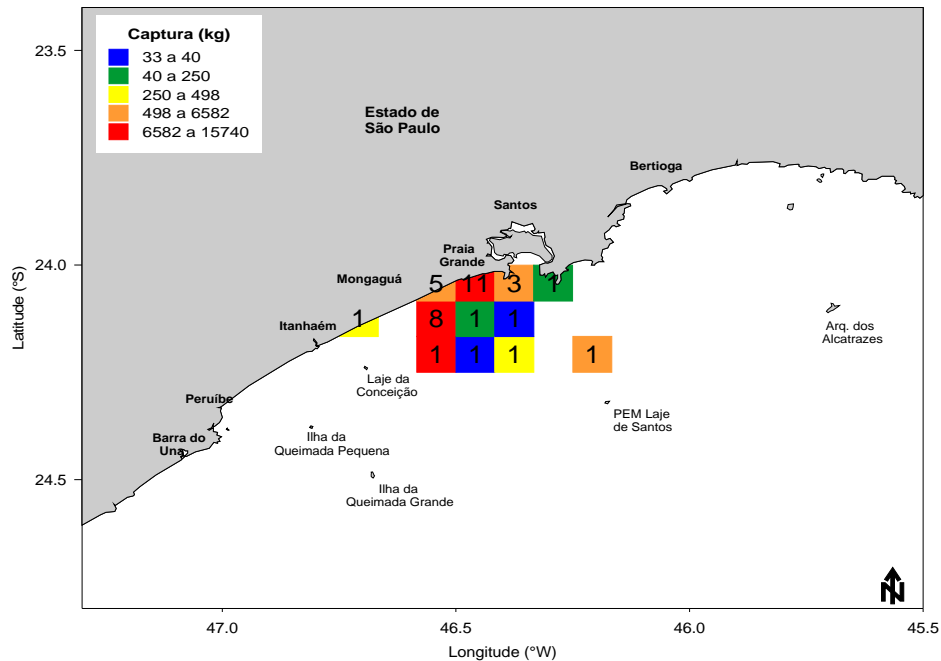 Captura (kg)
33 a 40
40 a 250
250 a 498
498 a 6582
6582 a 15740
Estado de
São Paulo
Bertioga
Santos
Praia
Grande
Mongaguá
Itanhaém
Peruíbe
Barra do
Una
Laje da
Conceição
Ilha da
Queimada Pequena
Ilha da
Queimada Grande
PEM Laje
de Santos
Arq. dos
Alcatrazes
5 11 3 1
1 8 1 1
1 1 1 1
23.5
24.0
24.5
Latitude (°S)
47.0 46.5 46.0 45.5
Longitude (°W)
N